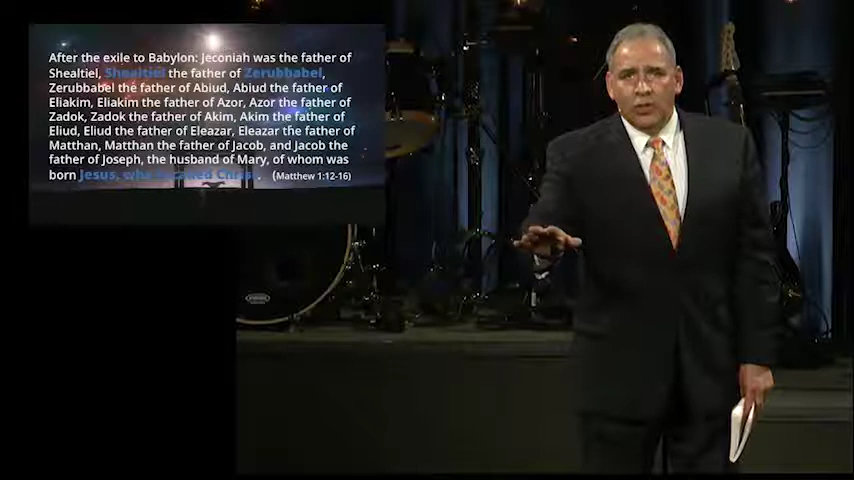 After the exile to Babylon: Jeconiah was the father of
Shealtiel, Shealtiel the father of Zerubbabel,
Zerubbabel the father of Abiud, Abiud the father of
Eliakim, Eliakim the father of Azor, Azor the father of
Zadok, Zadok the father of Akim, Akim the father of
Eliud, Eliud the father of Eleazar, Eleazar the father of
Matthan, Matthan the father of Jacob, and Jacob the
father of Joseph, the husband of Mary, of whom was
born Jesus, who is called Christ. (Matthew 1:12-16)